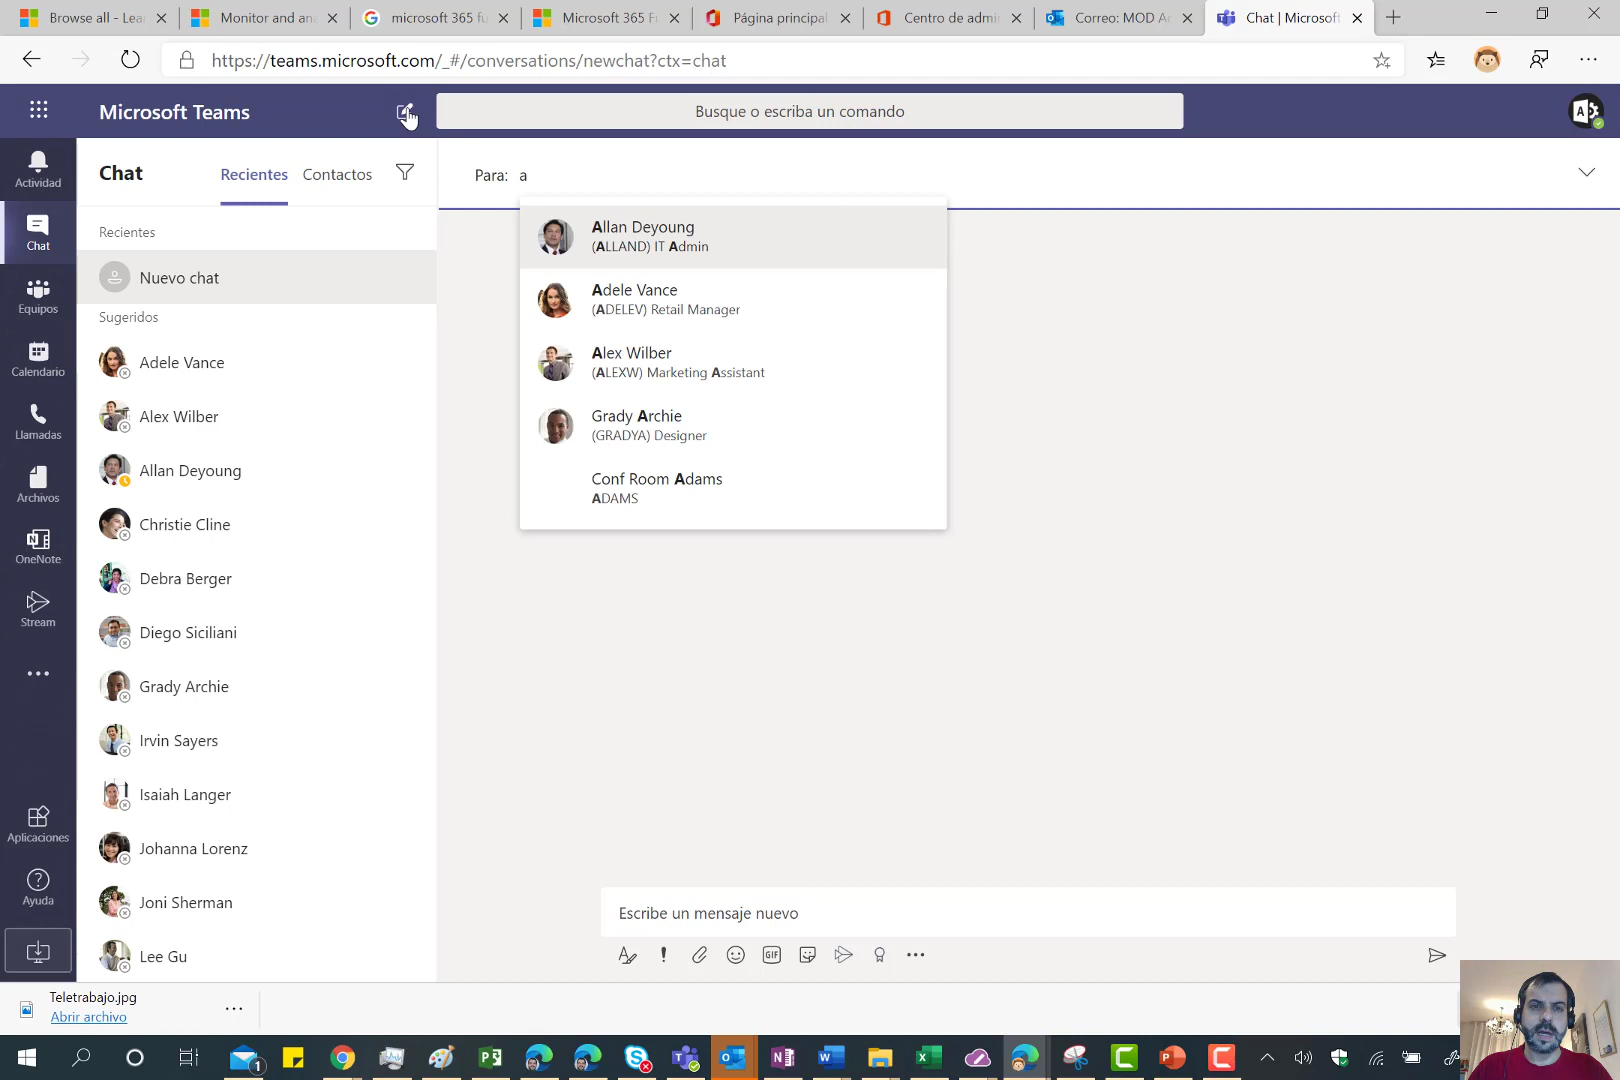 Browse all - Lea
Monitor and ana
microsoft 365 fu
Microsoft 365 Fr
Página principal
Centro de admi
Correo: MOD Ad
Chat | Microsoft
https://teams.microsoft.com/_#/conversations/newchat?ctx=chat
Microsoft Teams
Busque o escriba un comando
Actividad
Chat
Equipos
Calendario
Llamadas
Archivos
OneNote
Stream
Aplicaciones
Ayuda
Chat
Recientes
Contactos
Recientes
Nuevo chat
Sugeridos
Adele Vance
Alex Wilber
Allan Deyoung
Christie Cline
Debra Berger
Diego Siciliani
Grady Archie
Irvin Sayers
Isaiah Langer
Johanna Lorenz
Joni Sherman
Lee Gu
Para: a
Allan Deyoung
(ALLAND) IT Admin
Adele Vance
(ADELEV) Retail Manager
Alex Wilber
(ALEXW) Marketing Assistant
Grady Archie
(GRADYA) Designer
Conf Room Adams
ADAMS
Escribe un mensaje nuevo
GIF
Teletrabajo.jpg
Abrir archivo
1